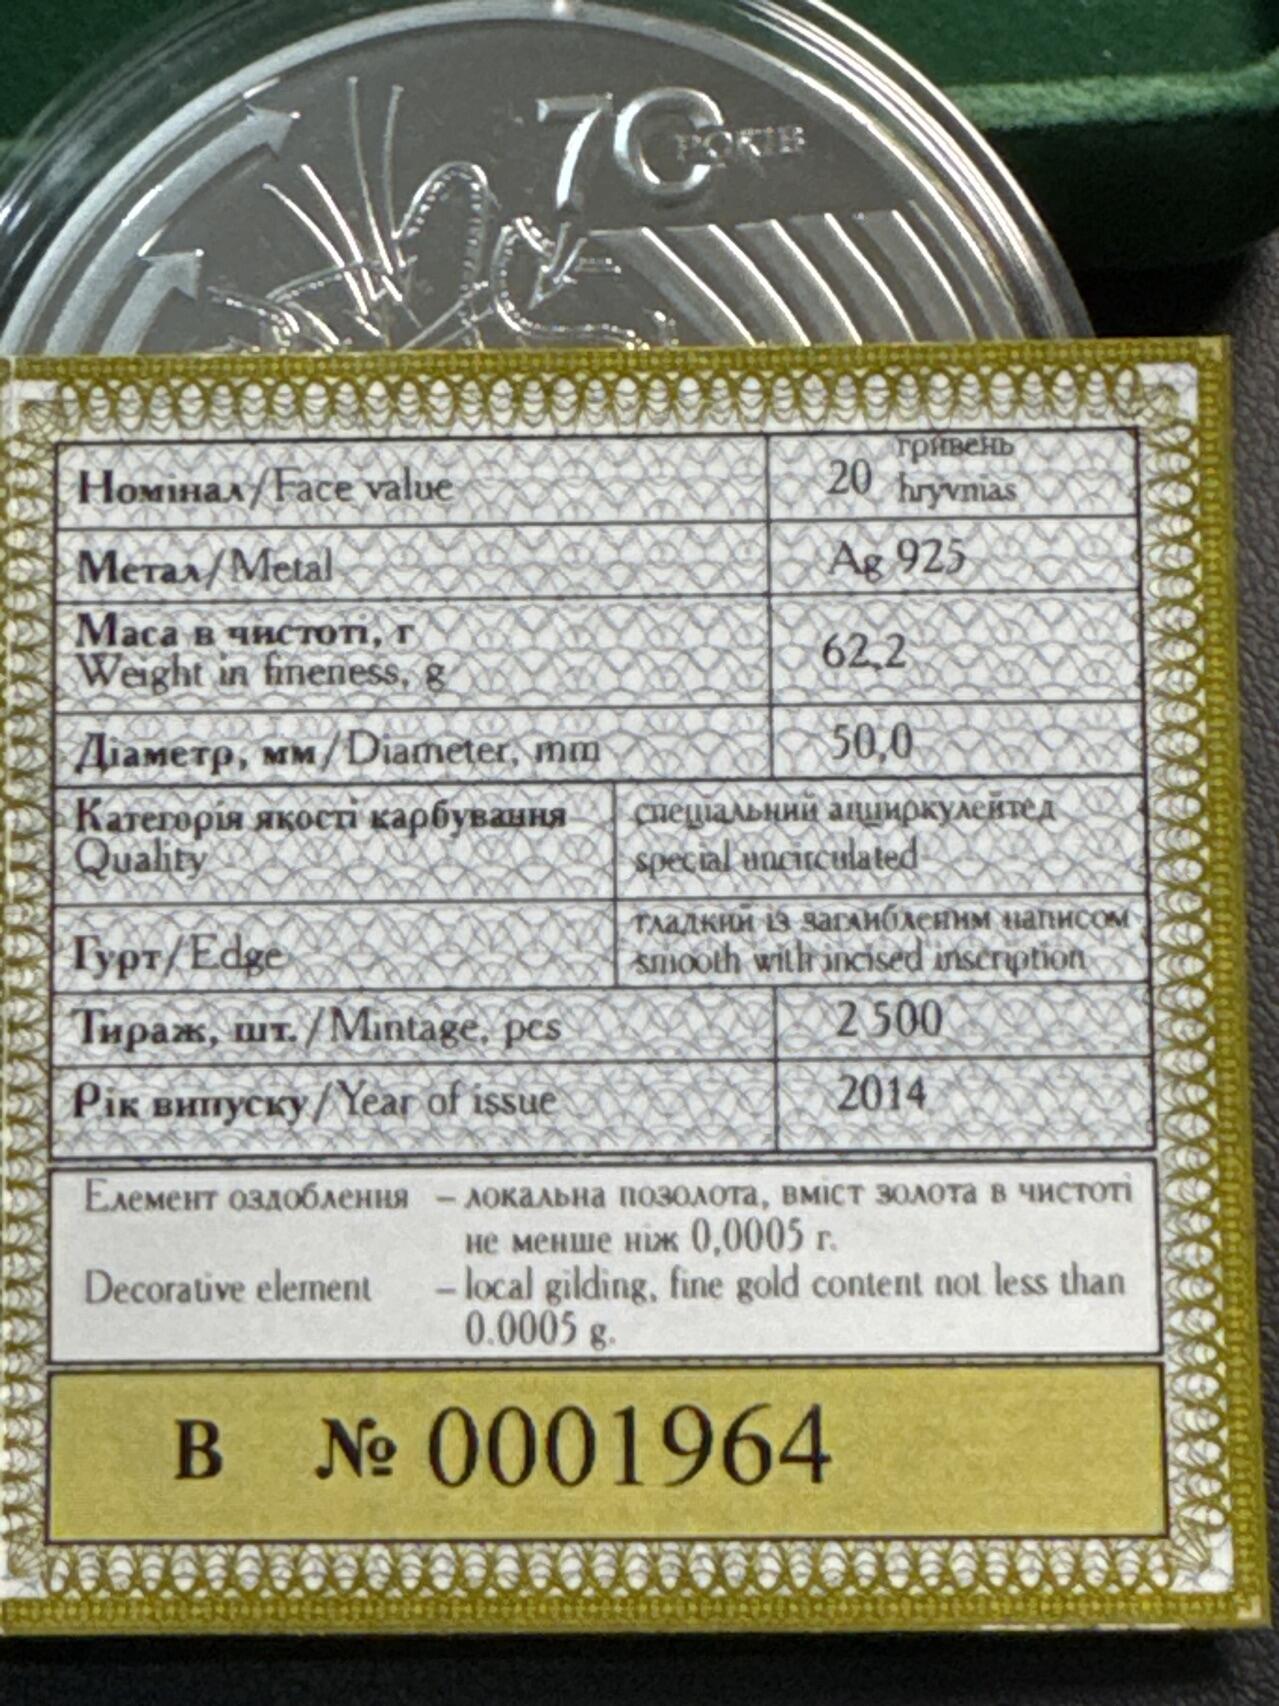 70 РОКІВ
Номінал/Face value 20 гривень
hryvnias
Метал/Metal Ag 925
Маса в чистоті, г
Weight in fineness, g 62,2
Діаметр, мм/Diameter, mm 50,0
Категорія якості карбування спеціальний анциркулейтед
Quality special uncirculated
Гурт/Edge гладкий із заглибленим написом
smooth with incised inscription
Тираж, шт./Mintage, pcs 2 500
Рік випуску/Year of issue 2014
Елемент оздоблення – локальна позолота, вміст золота в чистоті
не менше ніж 0,0005 г.
Decorative element – local gilding, fine gold content not less than
0.0005 g.
В № 0001964